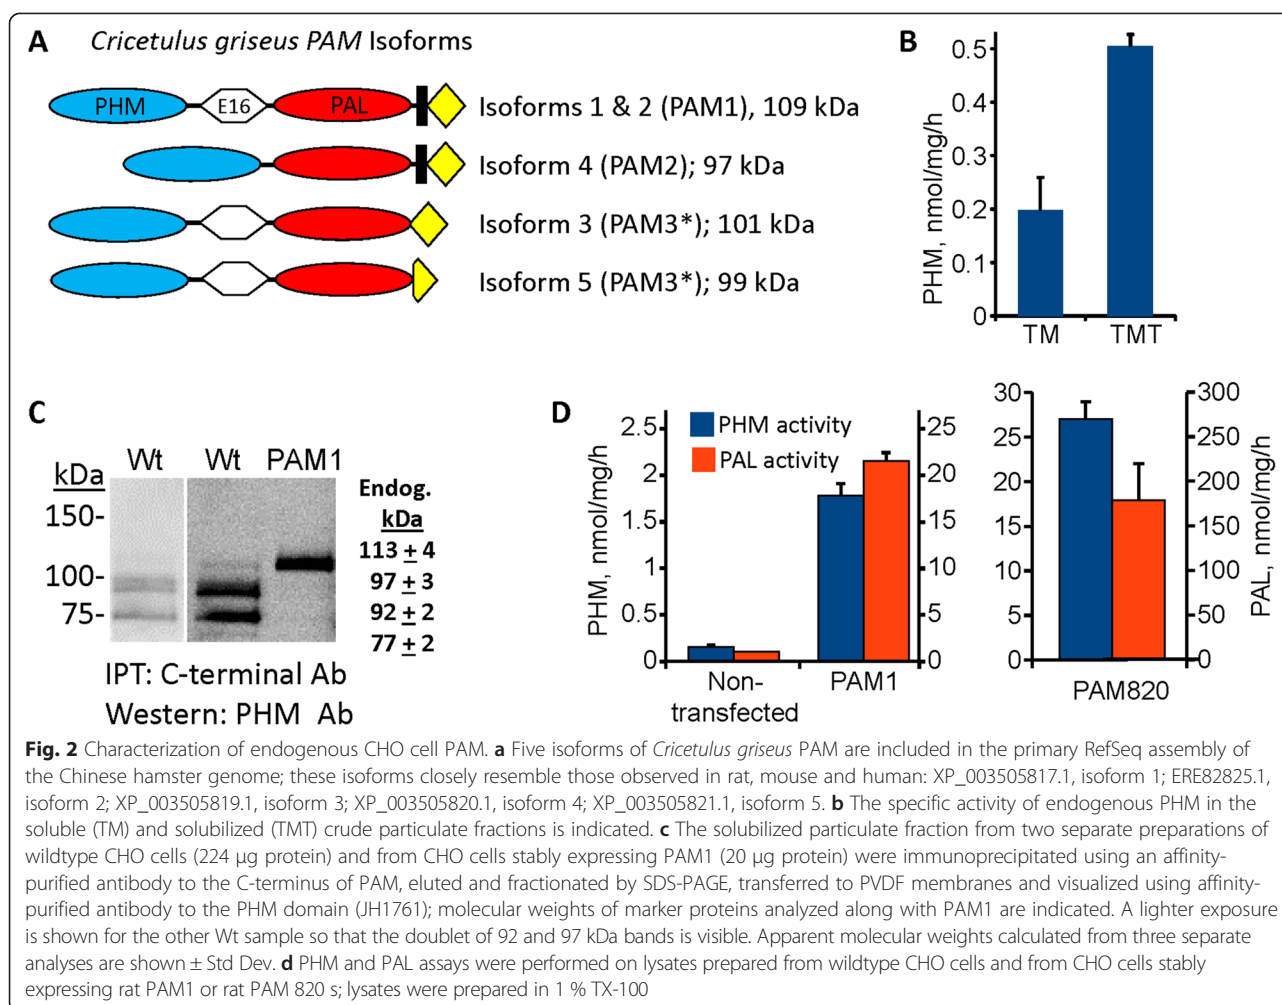 A Cricetulus griseus PAM Isoforms
PHM E16 PAL Isoforms 1 & 2 (PAM1), 109 kDa
Isoform 4 (PAM2); 97 kDa
Isoform 3 (PAM3*); 101 kDa
Isoform 5 (PAM3*); 99 kDa
B
PHM, nmol/mg/h
0.5
0.4
0.3
0.2
0.1
0
TM TMT
C
kDa
Wt Wt PAM1
150-
100-
75-
Endog.
kDa
113 ± 4
97 ± 3
92 ± 2
77 ± 2
IPT: C-terminal Ab
Western: PHM Ab
D
PHM activity
PAL activity
PHM, nmol/mg/h
2.5
2
1.5
1
0.5
0
25
20
15
10
5
0
Non-
transfected
PAM1
30
25
20
15
10
5
0
300
250
200
150
100
50
0
PAL, nmol/mg/h
PAM820
Fig. 2 Characterization of endogenous CHO cell PAM. a Five isoforms of Cricetulus griseus PAM are included in the primary RefSeq assembly of
the Chinese hamster genome; these isoforms closely resemble those observed in rat, mouse and human: XP_003505817.1, isoform 1; ERE82825.1,
isoform 2; XP_003505819.1, isoform 3; XP_003505820.1, isoform 4; XP_003505821.1, isoform 5. b The specific activity of endogenous PHM in the
soluble (TM) and solubilized (TMT) crude particulate fractions is indicated. c The solubilized particulate fraction from two separate preparations of
wildtype CHO cells (224 µg protein) and from CHO cells stably expressing PAM1 (20 µg protein) were immunoprecipitated using an affinity-
purified antibody to the C-terminus of PAM, eluted and fractionated by SDS-PAGE, transferred to PVDF membranes and visualized using affinity-
purified antibody to the PHM domain (JH1761); molecular weights of marker proteins analyzed along with PAM1 are indicated. A lighter exposure
is shown for the other Wt sample so that the doublet of 92 and 97 kDa bands is visible. Apparent molecular weights calculated from three separate
analyses are shown ± Std Dev. d PHM and PAL assays were performed on lysates prepared from wildtype CHO cells and from CHO cells stably
expressing rat PAM1 or rat PAM 820 s; lysates were prepared in 1 % TX-100